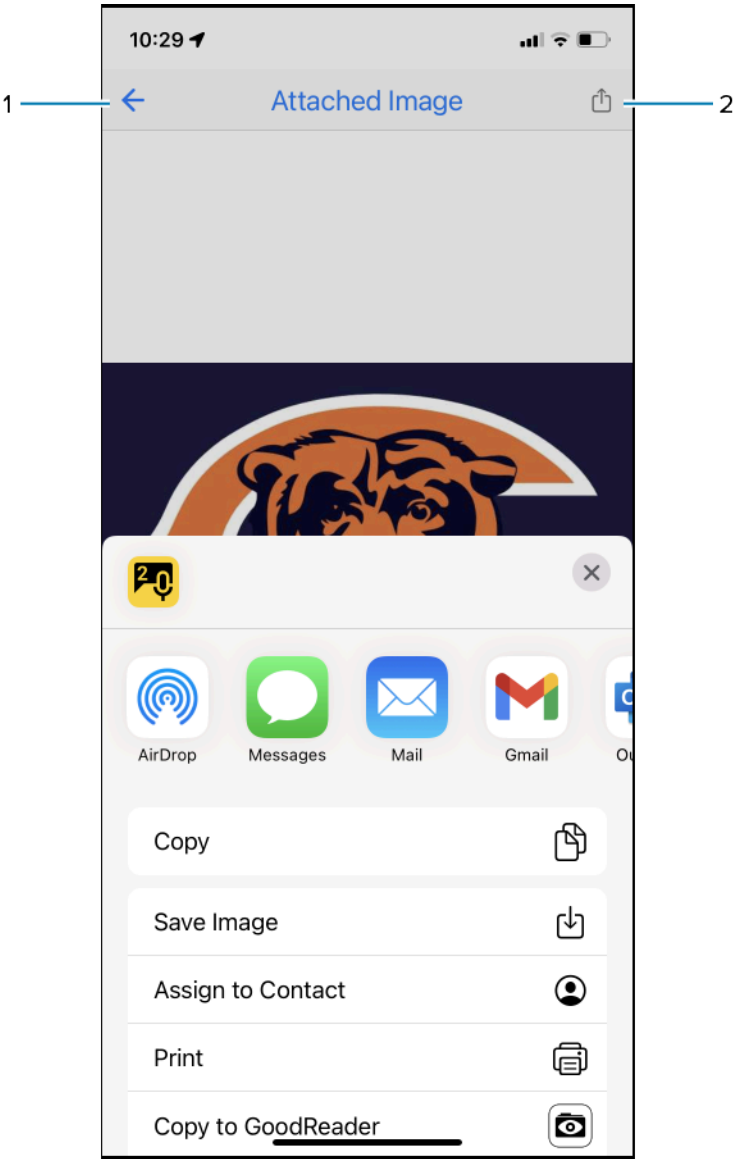 10:29
1
Attached Image
2
2
AirDrop
Messages
Mail
Gmail
Copy
Save Image
Assign to Contact
Print
Copy to GoodReader